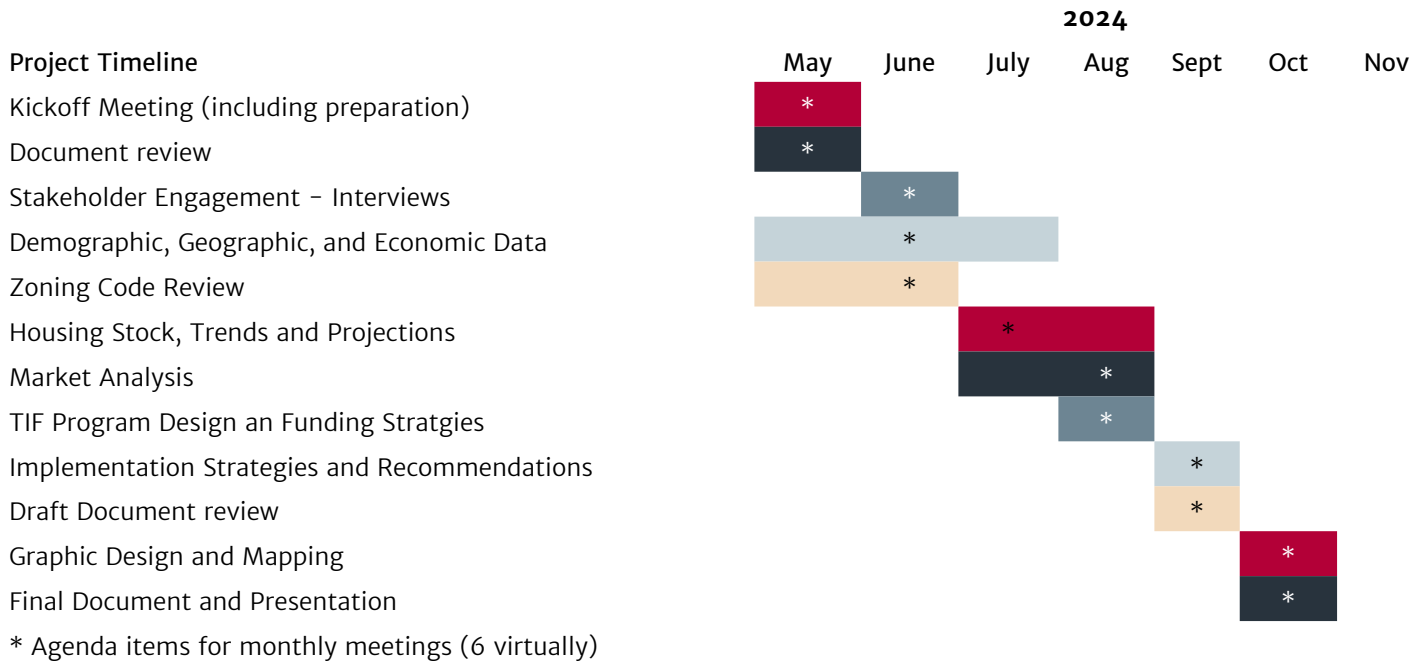 2024
Project Timeline May June July Aug Sept Oct Nov
Kickoff Meeting (including preparation) *
Document review *
Stakeholder Engagement - Interviews *
Demographic, Geographic, and Economic Data *
Zoning Code Review *
Housing Stock, Trends and Projections *
Market Analysis *
TIF Program Design an Funding Stratgies *
Implementation Strategies and Recommendations *
Draft Document review *
Graphic Design and Mapping *
Final Document and Presentation *
* Agenda items for monthly meetings (6 virtually)